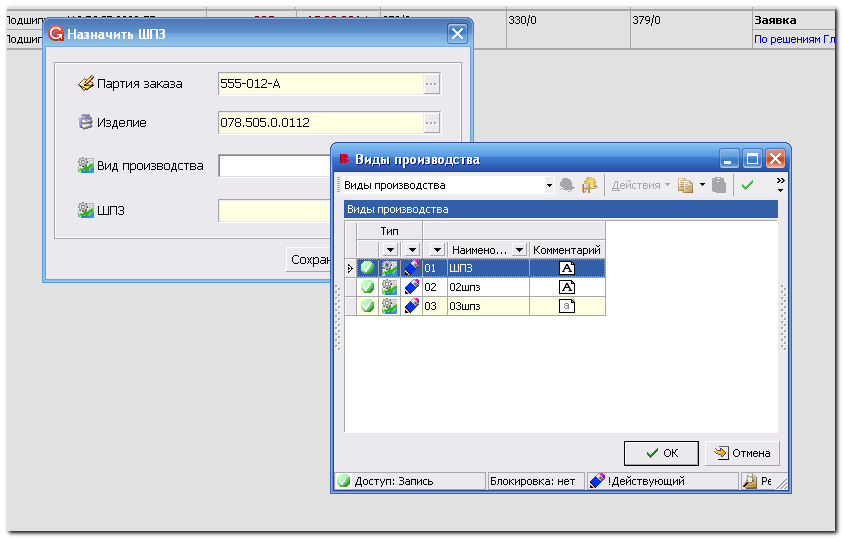 330/0
379/0
Заявка
Подшип
По решениям Гл
Назначить ШПЗ
Партия заказа
555-012-А
Изделие
078.505.0.0112
Вид производства
ШПЗ
Сохран
Виды производства
Виды производства
Действия
Виды производства
Тип
Наимено...
Комментарий
01 ШПЗ
02 02шпз
03 03шпз
ОК
Отмена
Доступ: Запись
Блокировка: нет
!Действующий
Ре